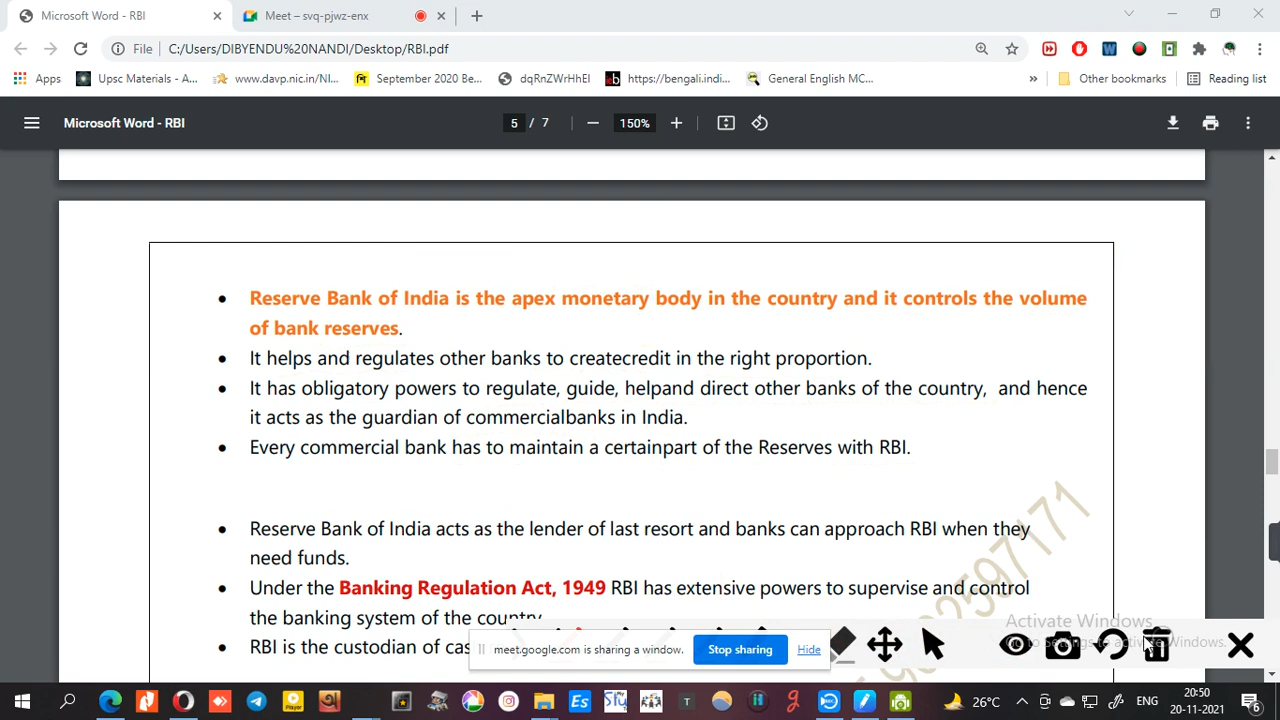 Microsoft Word - RBI
Meet – svq-pjwz-enx
File
C:/Users/DIBYENDU%20NANDI/Desktop/RBI.pdf
Apps
Upsc Materials - A...
www.davp.nic.in/NI...
September 2020 Be...
dqRnZWrHhEI
https://bengali.indi...
General English MC...
»
Other bookmarks
Reading list
Microsoft Word - RBI
5 / 7
150%
• Reserve Bank of India is the apex monetary body in the country and it controls the volume
of bank reserves.
• It helps and regulates other banks to createcredit in the right proportion.
• It has obligatory powers to regulate, guide, helpand direct other banks of the country, and hence
it acts as the guardian of commercialbanks in India.
• Every commercial bank has to maintain a certainpart of the Reserves with RBI.
• Reserve Bank of India acts as the lender of last resort and banks can approach RBI when they
need funds.
• Under the Banking Regulation Act, 1949 RBI has extensive powers to supervise and control
the banking system of the country.
• RBI is the custodian of
Activate Windows
Go to Settings to activate Windows.
meet.google.com is sharing a window.
Stop sharing
Hide
26°C
ENG
20:50
20-11-2021
6